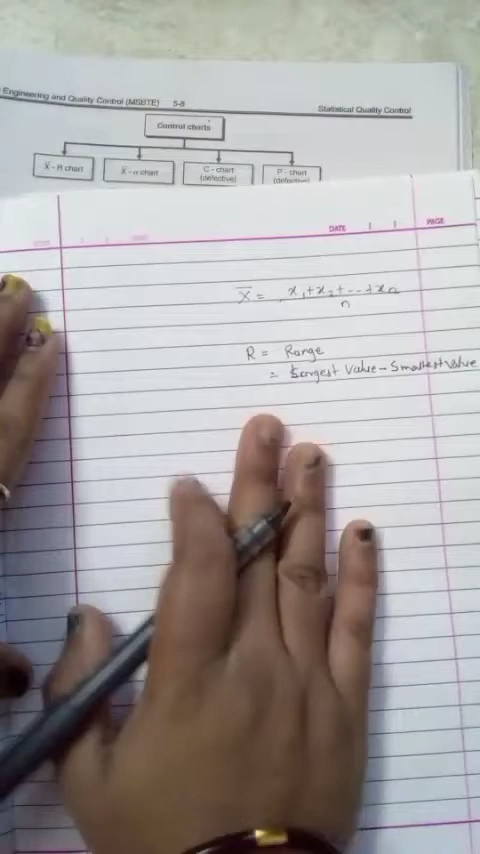 Engineering and Quality Control (MSBTE) 5-8 Statistical Quality Control
Control charts
X̄ - R chart
X̄ - σ chart
C - chart
(defective)
P - chart
(defective)
DATE
PAGE
X̄ = x₁+x₂+---+xₙ
n
R = Range
= Largest Value - Smallest Value